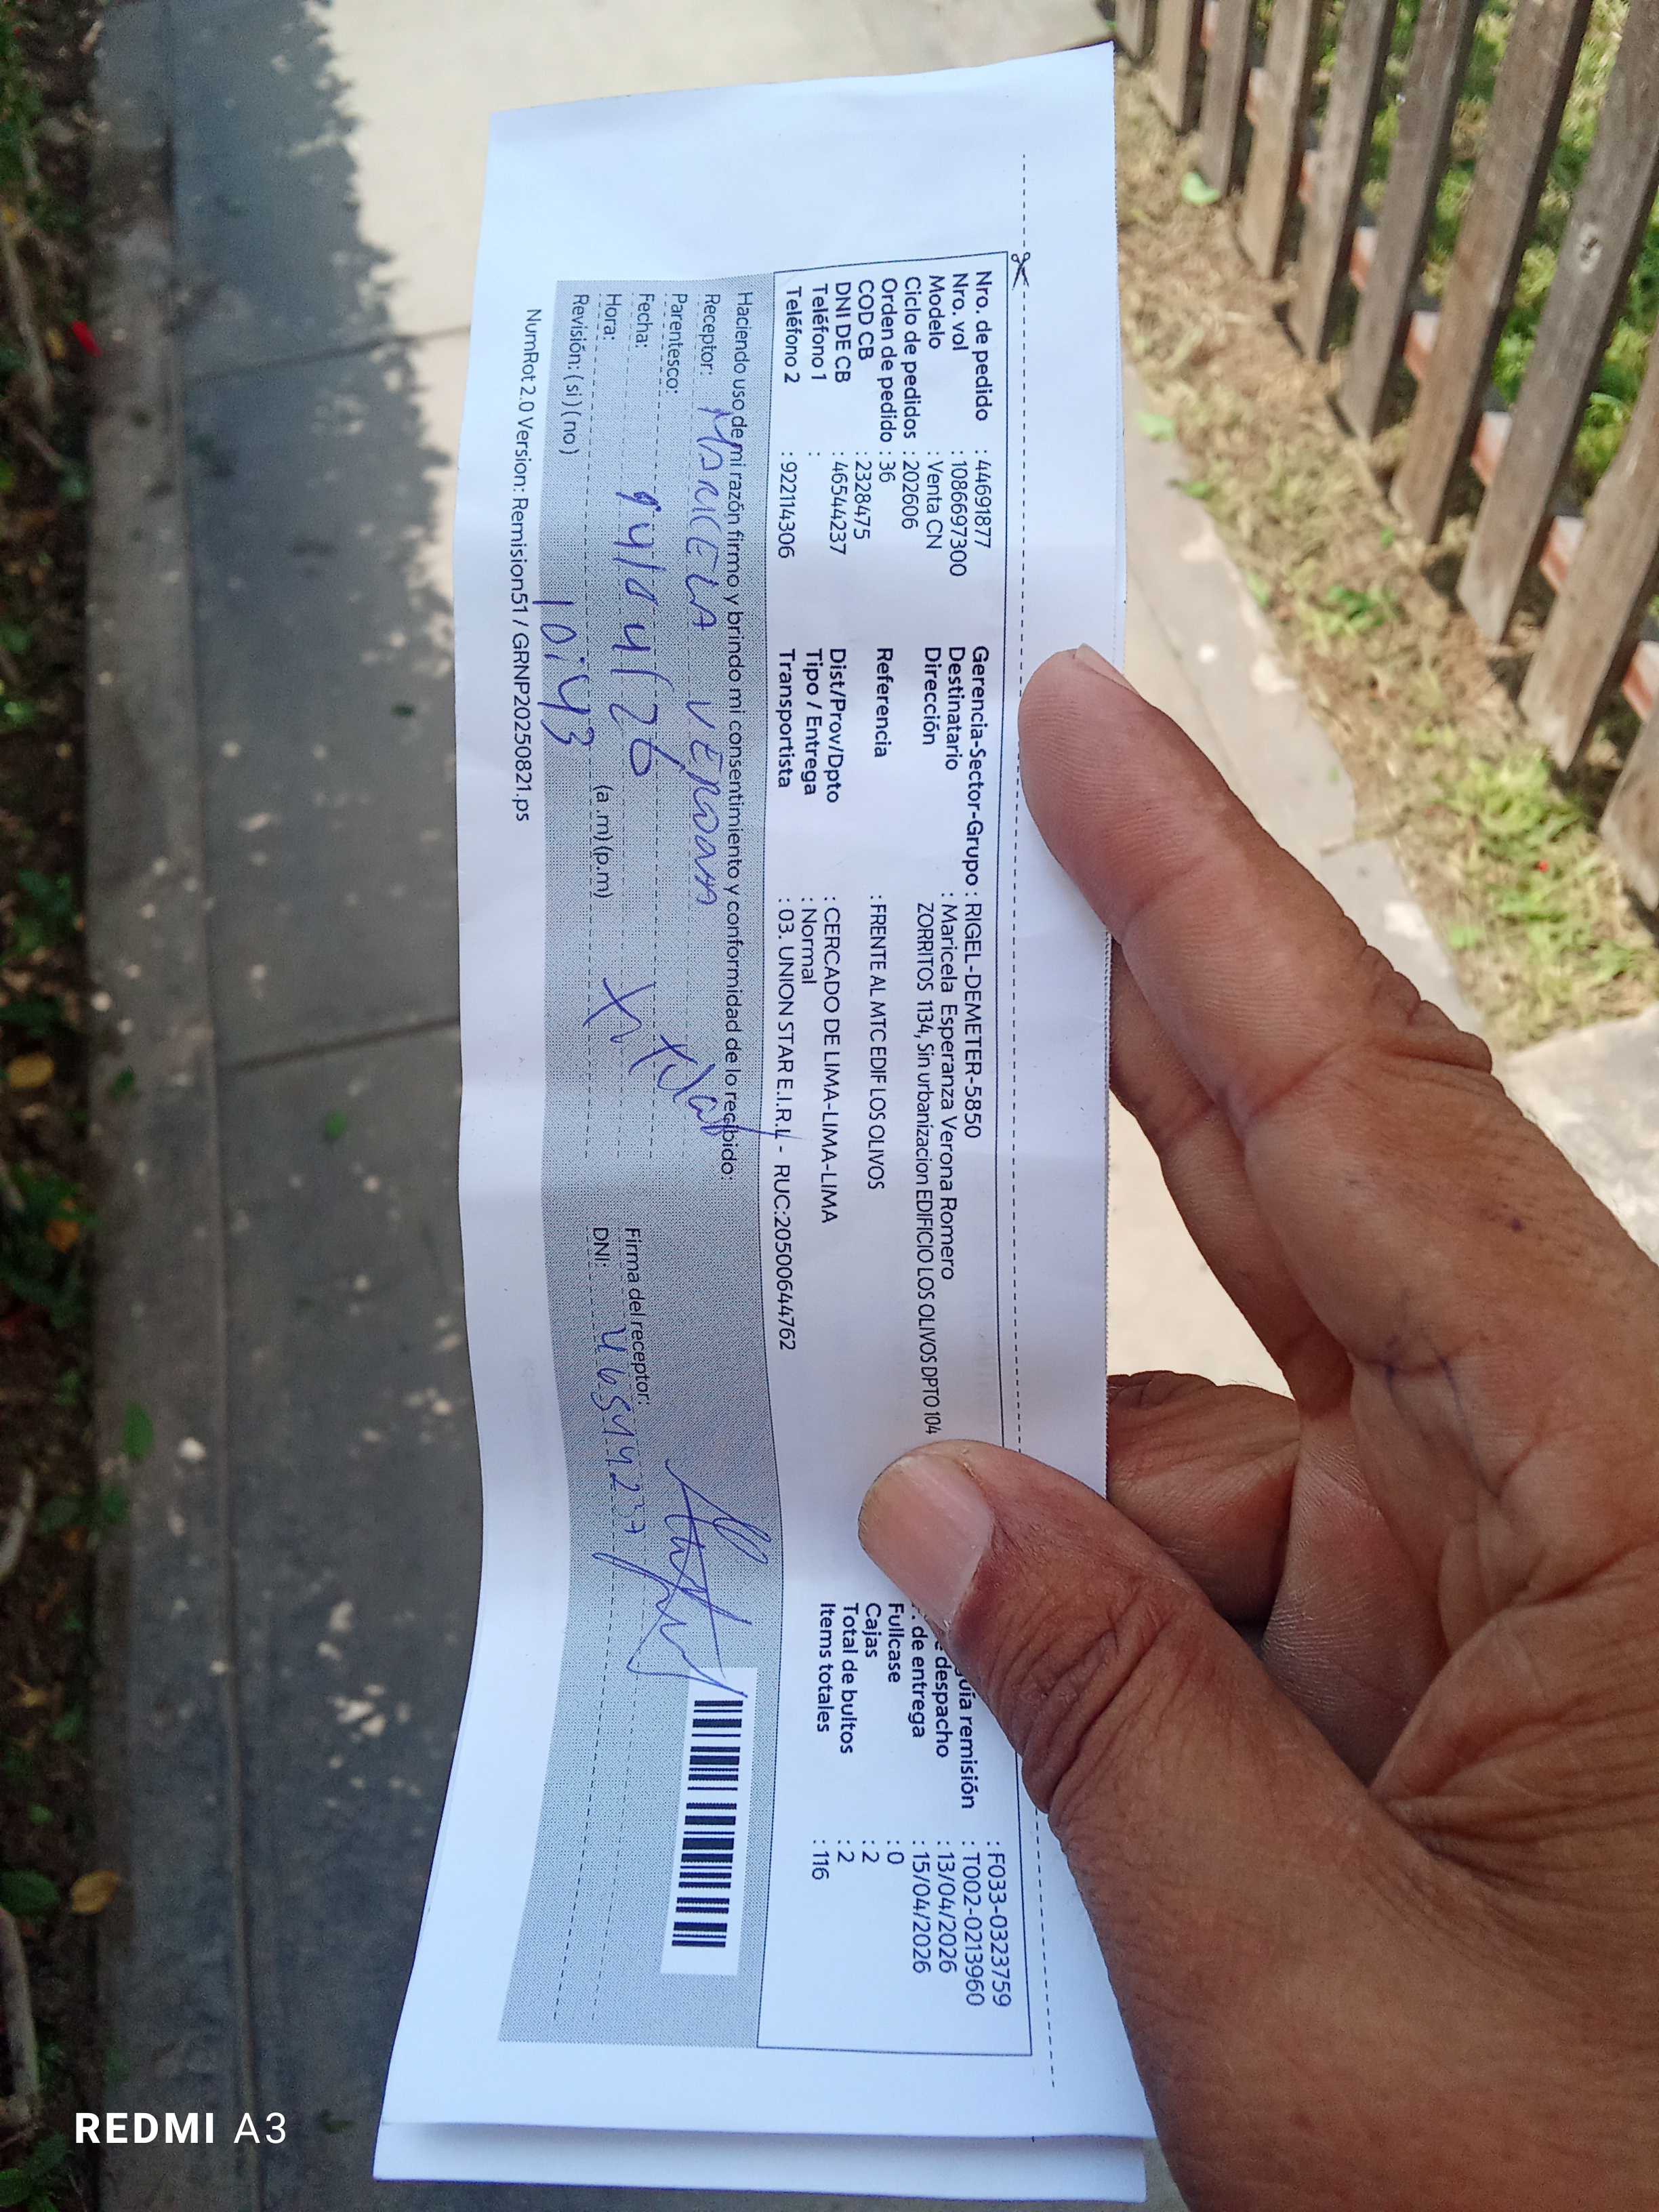 Nro. de pedido : 44691877
Nro. vol : 1086697300
Modelo : Venta CN
Ciclo de pedidos : 202606
Orden de pedido : 36
COD CB : 2328475
DNI DE CB : 46544237
Teléfono 1 :
Teléfono 2 : 922114306
Gerencia-Sector-Grupo : RIGEL-DEMETER-5850
Destinatario : Maricela Esperanza Verona Romero
Dirección ZORRITOS 1134, Sin urbanizacion EDIFICIO LOS OLIVOS DPTO 104
Referencia : FRENTE AL MTC EDIF LOS OLIVOS
Dist/Prov/Dpto : CERCADO DE LIMA-LIMA-LIMA
Tipo / Entrega : Normal
Transportista : 03. UNION STAR E.I.R.L - RUC:20500644762
: F033-0323759
guía remisión : T002-0213960
despacho : 13/04/2026
. de entrega : 15/04/2026
Fullcase : 0
Cajas : 2
Total de bultos : 2
Items totales : 116
Haciendo uso de mi razón firmo y brindo mi consentimiento y conformidad de lo recibido:
Receptor: MARICELA VERONA
Parentesco:
Fecha: 14/04/26
Hora: 10:43 (a .m) (p.m)
Revisión: ( si ) ( no )
Firma del receptor:
DNI: 46544237
NumRot 2.0 Version: Remision51 / GRNP20250821.ps
REDMI A3